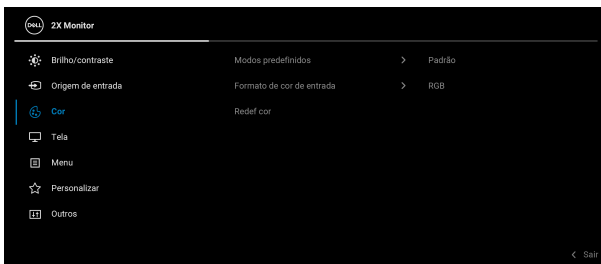 DELL 2X Monitor
Brilho/contraste Modos predefinidos > Padrão
Origem de entrada Formato de cor de entrada > RGB
Cor Redef cor
Tela
Menu
Personalizar
Outros
< Sair